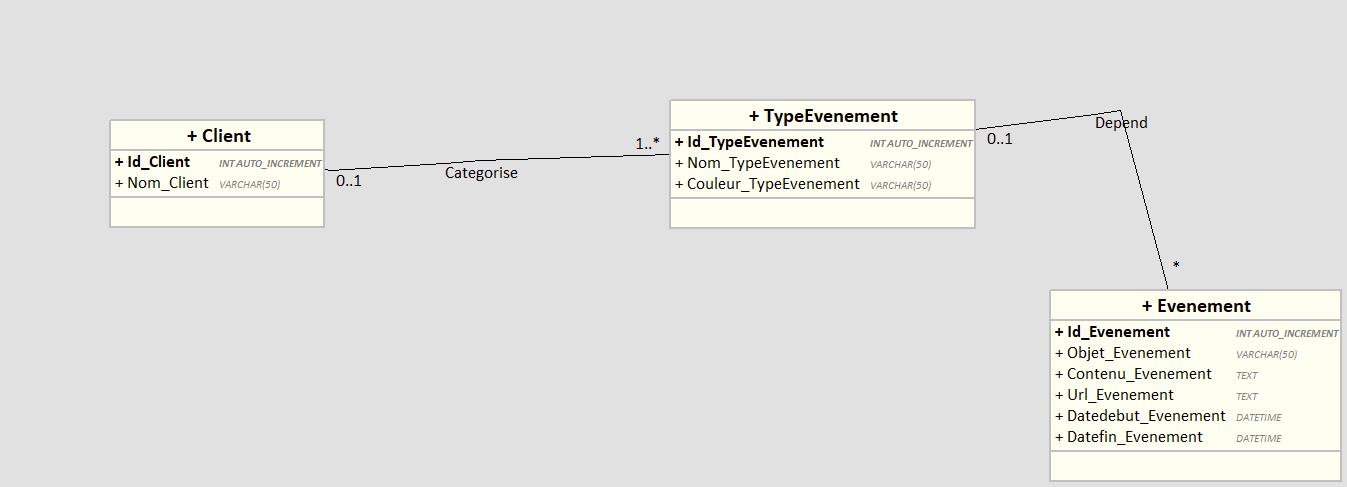 + Client
+ Id_Client INT AUTO_INCREMENT
+ Nom_Client VARCHAR(50)
0..1
Categorise
1..*
+ TypeEvenement
+ Id_TypeEvenement INT AUTO_INCREMENT
+ Nom_TypeEvenement VARCHAR(50)
+ Couleur_TypeEvenement VARCHAR(50)
0..1
Depend
*
+ Evenement
+ Id_Evenement INT AUTO_INCREMENT
+ Objet_Evenement VARCHAR(50)
+ Contenu_Evenement TEXT
+ Url_Evenement TEXT
+ Datedebut_Evenement DATETIME
+ Datefin_Evenement DATETIME